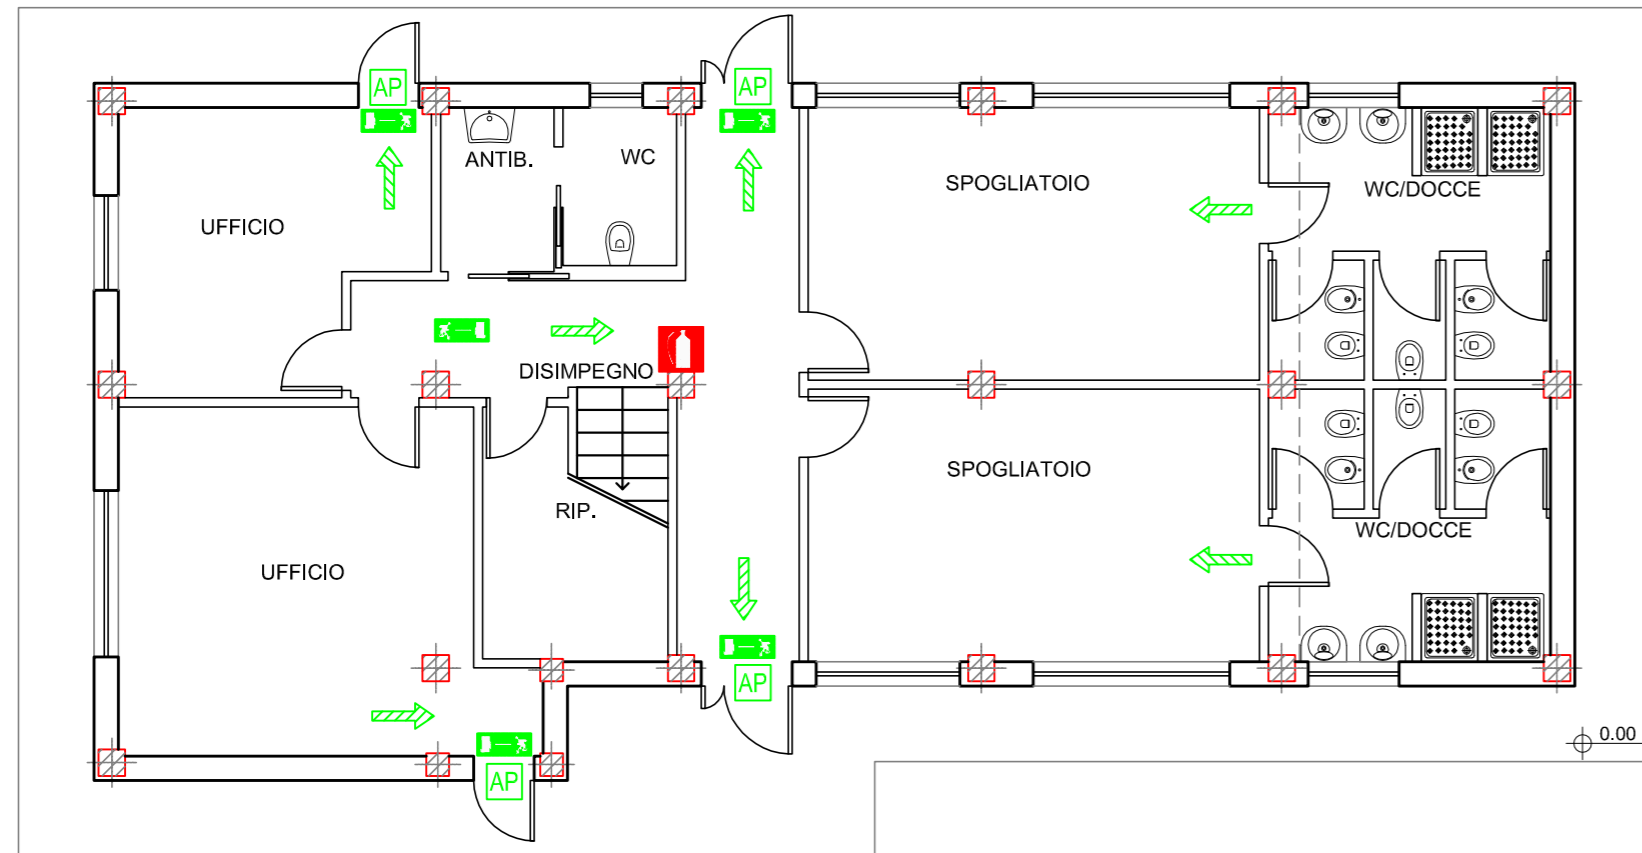 AP
AP
ANTIB.
WC
SPOGLIATOIO
WC/DOCCE
UFFICIO
DISIMPEGNO
SPOGLIATOIO
RIP.
WC/DOCCE
UFFICIO
AP
0.00
AP